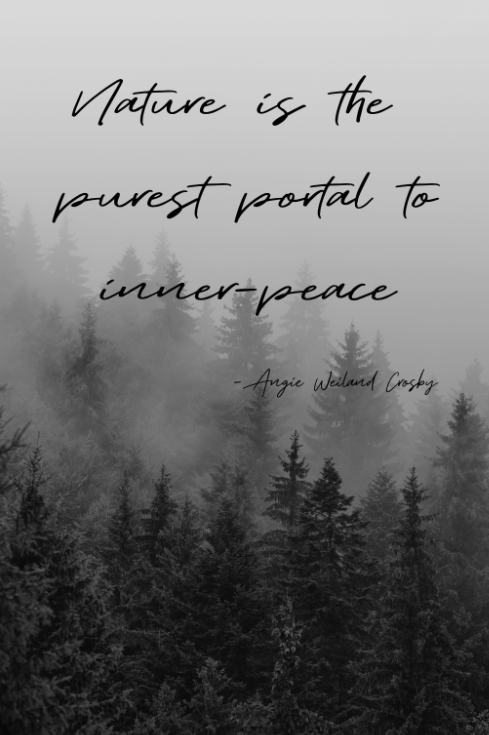 Nature is the
purest portal to
inner-peace
-Angie Weiland Crosby